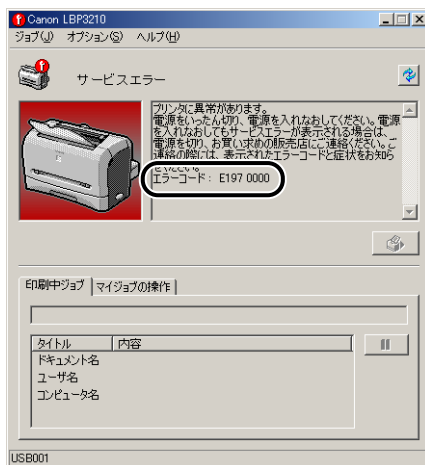 Canon LBP3210
ジョブ(J) オプション(S) ヘルプ(H)
サービスエラー
プリンタに異常があります。
電源をいったん切り、電源を入れなおしてください。電源
を入れなおしてもサービスエラーが表示される場合は、
電源を切り、お買い求めの販売店にご連絡ください。ご
連絡の際には、表示されたエラーコードと症状をお知ら
せください。
エラーコード： E197 0000
印刷中ジョブ マイジョブの操作
タイトル 内容
ドキュメント名
ユーザ名
コンピュータ名
USB001